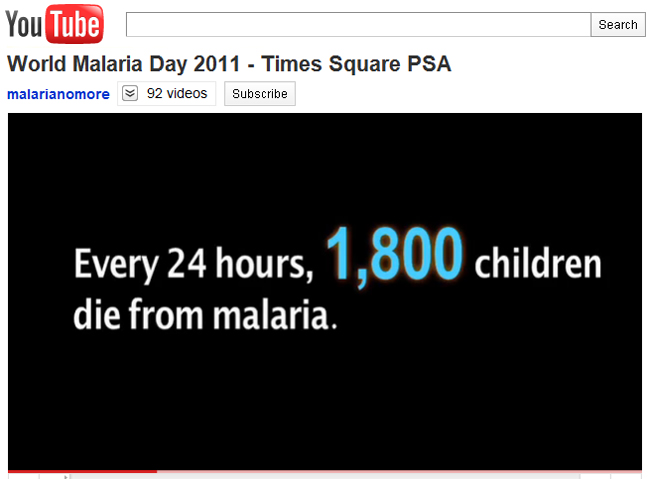 YouTube
Search
World Malaria Day 2011 - Times Square PSA
malarianomore
92 videos
Subscribe
Every 24 hours, 1,800 children
die from malaria.